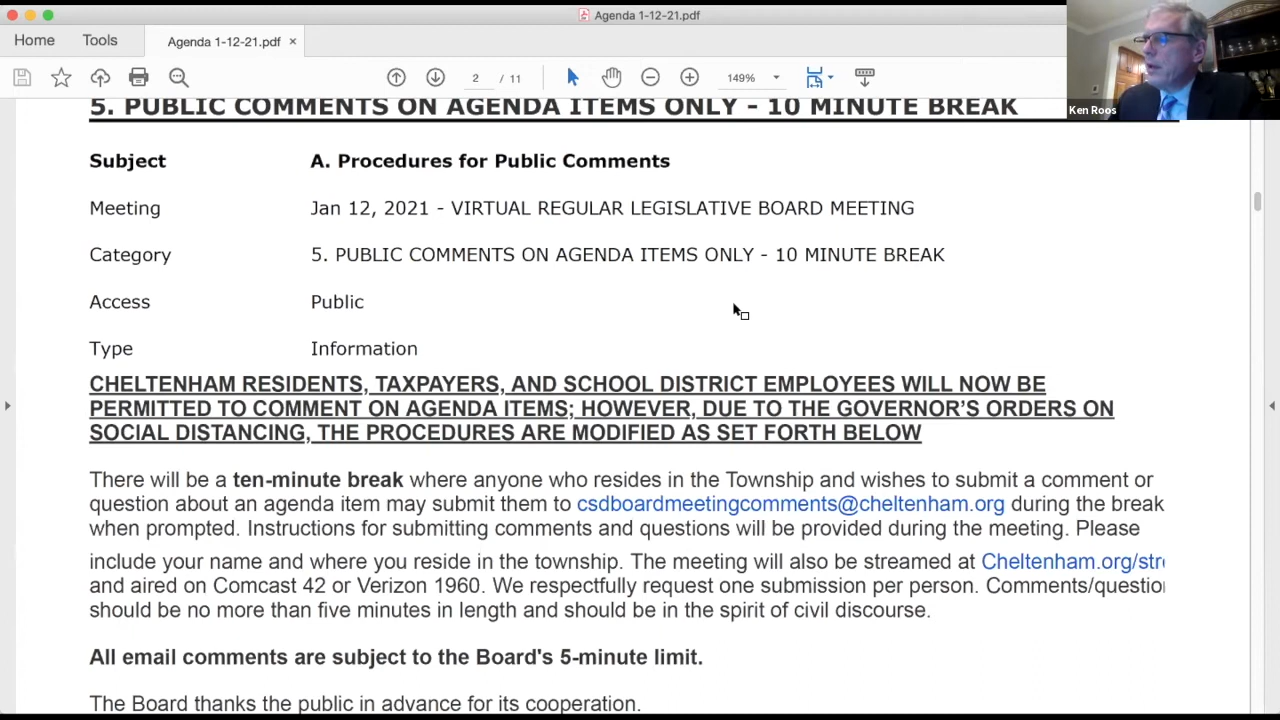 Agenda 1-12-21.pdf
Home
Tools
Agenda 1-12-21.pdf ×
2 / 11
149%
Ken Roos
5. PUBLIC COMMENTS ON AGENDA ITEMS ONLY - 10 MINUTE BREAK
Subject A. Procedures for Public Comments
Meeting Jan 12, 2021 - VIRTUAL REGULAR LEGISLATIVE BOARD MEETING
Category 5. PUBLIC COMMENTS ON AGENDA ITEMS ONLY - 10 MINUTE BREAK
Access Public
Type Information
CHELTENHAM RESIDENTS, TAXPAYERS, AND SCHOOL DISTRICT EMPLOYEES WILL NOW BE
PERMITTED TO COMMENT ON AGENDA ITEMS; HOWEVER, DUE TO THE GOVERNOR’S ORDERS ON
SOCIAL DISTANCING, THE PROCEDURES ARE MODIFIED AS SET FORTH BELOW
There will be a ten-minute break where anyone who resides in the Township and wishes to submit a comment or
question about an agenda item may submit them to csdboardmeetingcomments@cheltenham.org during the break
when prompted. Instructions for submitting comments and questions will be provided during the meeting. Please
include your name and where you reside in the township. The meeting will also be streamed at Cheltenham.org/stre
and aired on Comcast 42 or Verizon 1960. We respectfully request one submission per person. Comments/question
should be no more than five minutes in length and should be in the spirit of civil discourse.
All email comments are subject to the Board's 5-minute limit.
The Board thanks the public in advance for its cooperation.